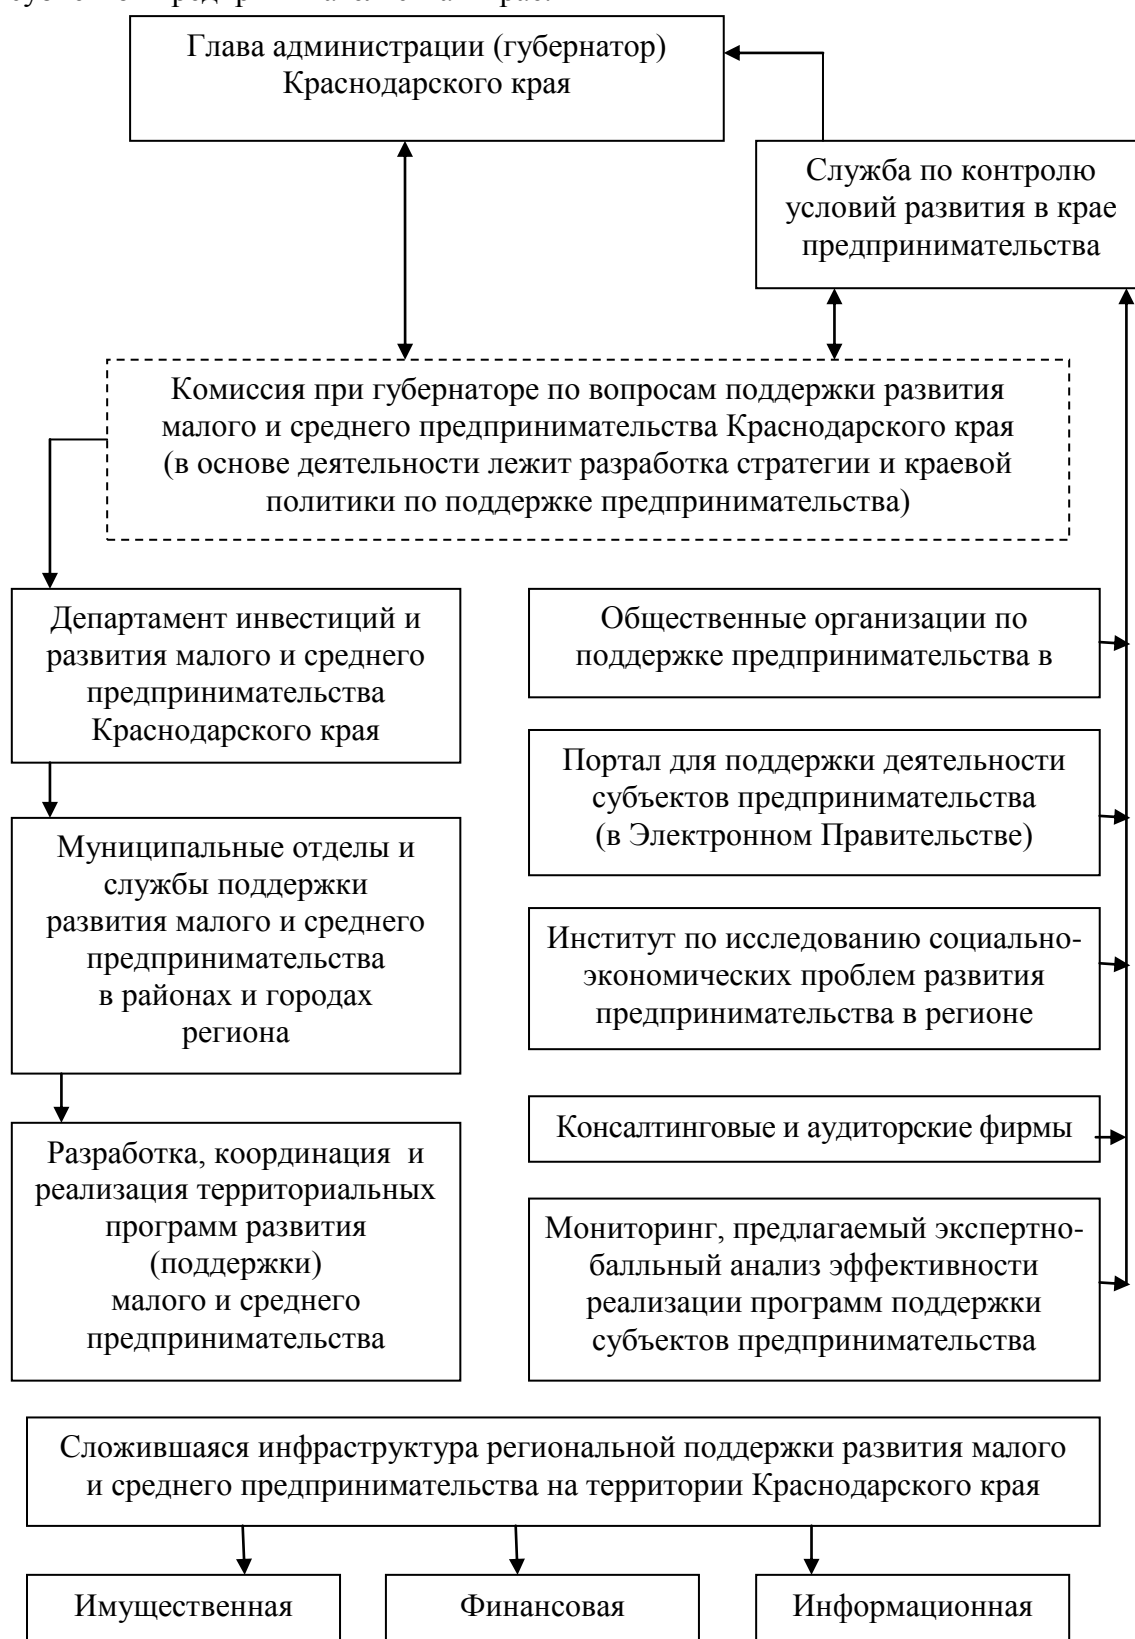 Глава администрации (губернатор)
Краснодарского края
Служба по контролю
условий развития в крае
предпринимательства
Комиссия при губернаторе по вопросам поддержки развития
малого и среднего предпринимательства Краснодарского края
(в основе деятельности лежит разработка стратегии и краевой
политики по поддержке предпринимательства)
Департамент инвестиций и
развития малого и среднего
предпринимательства
Краснодарского края
Муниципальные отделы и
службы поддержки
развития малого и среднего
предпринимательства
в районах и городах
региона
Разработка, координация и
реализация территориальных
программ развития
(поддержки)
малого и среднего
предпринимательства
Общественные организации по
поддержке предпринимательства в
Портал для поддержки деятельности
субъектов предпринимательства
(в Электронном Правительстве)
Институт по исследованию социально-
экономических проблем развития
предпринимательства в регионе
Консалтинговые и аудиторские фирмы
Мониторинг, предлагаемый экспертно-
балльный анализ эффективности
реализации программ поддержки
субъектов предпринимательства
Сложившаяся инфраструктура региональной поддержки развития малого
и среднего предпринимательства на территории Краснодарского края
Имущественная
Финансовая
Информационная